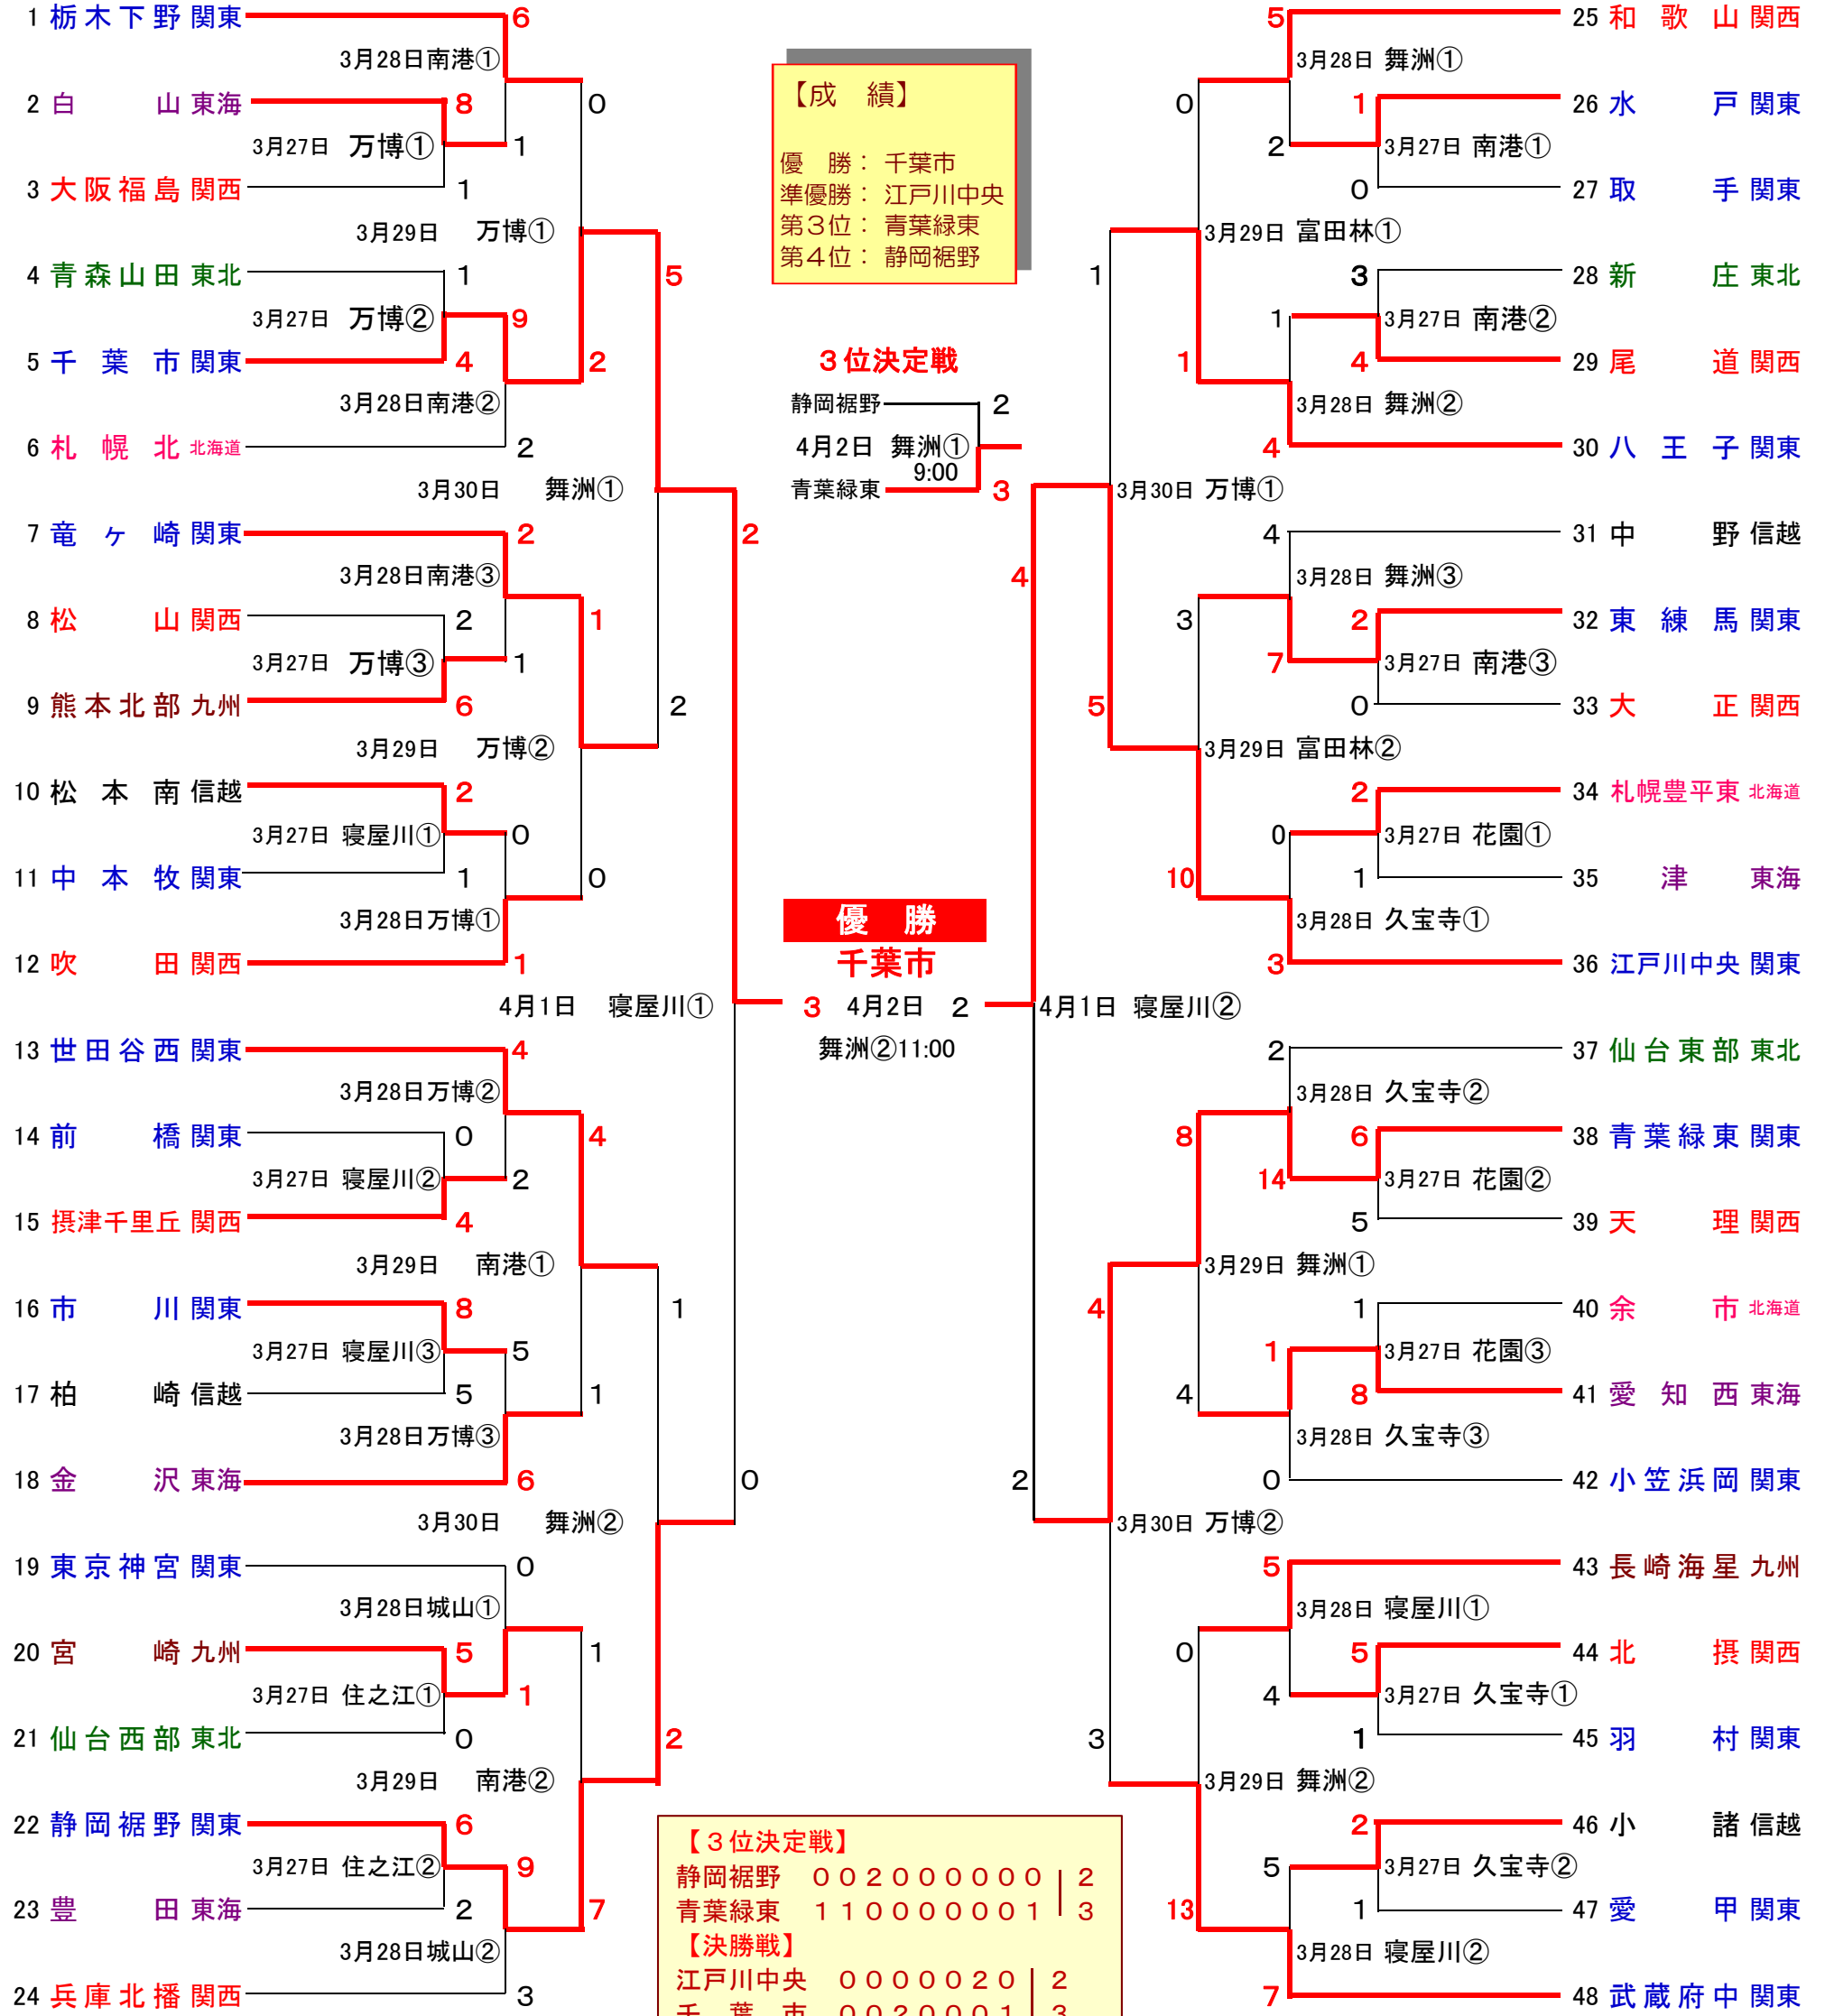 1 栃木下野 関東 6
3月28日 南港①
2 白山 東海 8
0
3月27日 万博① 1
3 大阪福島 関西 1
3月29日 万博①
4 青森山田 東北 1
5
3月27日 万博② 9
5 千葉市 関東 4
2
3月28日 南港②
6 札幌北 北海道 2
3月30日 舞洲①
7 竜ヶ崎 関東 2
2
3月28日 南港③
8 松山 関西 2
1
3月27日 万博③ 1
9 熊本北部 九州 6
2
3月29日 万博②
10 松本南 信越 2
3月27日 寝屋川① 0
11 中本牧 関東 1
0
3月28日 万博①
12 吹田 関西 1
4月1日 寝屋川①
13 世田谷西 関東 4
3月28日 万博②
14 前橋 関東 0
4
3月27日 寝屋川② 2
15 摂津千里丘 関西 4
3月29日 南港①
16 市川 関東 8
1
3月27日 寝屋川③ 5
17 柏崎 信越 5
1
3月28日 万博③
18 金沢 東海 6
0
3月30日 舞洲②
19 東京神宮 関東 0
3月28日 城山①
20 宮崎 九州 5
1
3月27日 住之江① 1
21 仙台西部 東北 0
2
3月29日 南港②
22 静岡裾野 関東 6
3月27日 住之江② 9
23 豊田 東海 2
7
3月28日 城山②
24 兵庫北播 関西 3
【成 績】
優 勝： 千葉市
準優勝： 江戸川中央
第３位： 青葉緑東
第４位： 静岡裾野
３位決定戦
静岡裾野 2
4月2日 舞洲①
9:00
青葉緑東 3
優 勝
千葉市
3 4月2日 2
舞洲②11:00
5 25 和歌山 関西
3月28日 舞洲①
0 1 26 水戸 関東
2 3月27日 南港①
0 27 取手 関東
3月29日 富田林①
1 3 28 新庄 東北
1 3月27日 南港②
1 4 29 尾道 関西
3月28日 舞洲②
4 30 八王子 関東
3月30日 万博①
4 31 中野 信越
4 3月28日 舞洲③
3 2 32 東練馬 関東
7 3月27日 南港③
5 0 33 大正 関西
3月29日 富田林②
2 34 札幌豊平東 北海道
0 3月27日 花園①
10 1 35 津 東海
3月28日 久宝寺①
3 36 江戸川中央 関東
4月1日 寝屋川②
2 37 仙台東部 東北
3月28日 久宝寺②
8 6 38 青葉緑東 関東
14 3月27日 花園②
5 39 天理 関西
3月29日 舞洲①
4 1 40 余市 北海道
1 3月27日 花園③
4 8 41 愛知西 東海
3月28日 久宝寺③
2 0 42 小笠浜岡 関東
3月30日 万博②
5 43 長崎海星 九州
3月28日 寝屋川①
0 5 44 北摂 関西
4 3月27日 久宝寺①
3 1 45 羽村 関東
3月29日 舞洲②
2 46 小諸 信越
5 3月27日 久宝寺②
13 1 47 愛甲 関東
3月28日 寝屋川②
7 48 武蔵府中 関東
【３位決定戦】
静岡裾野 ００２００００００ 2
青葉緑東 １１０００００００１ 3
【決勝戦】
江戸川中央 ０００００２０ 2
千 葉 市 ００２０００１ 3